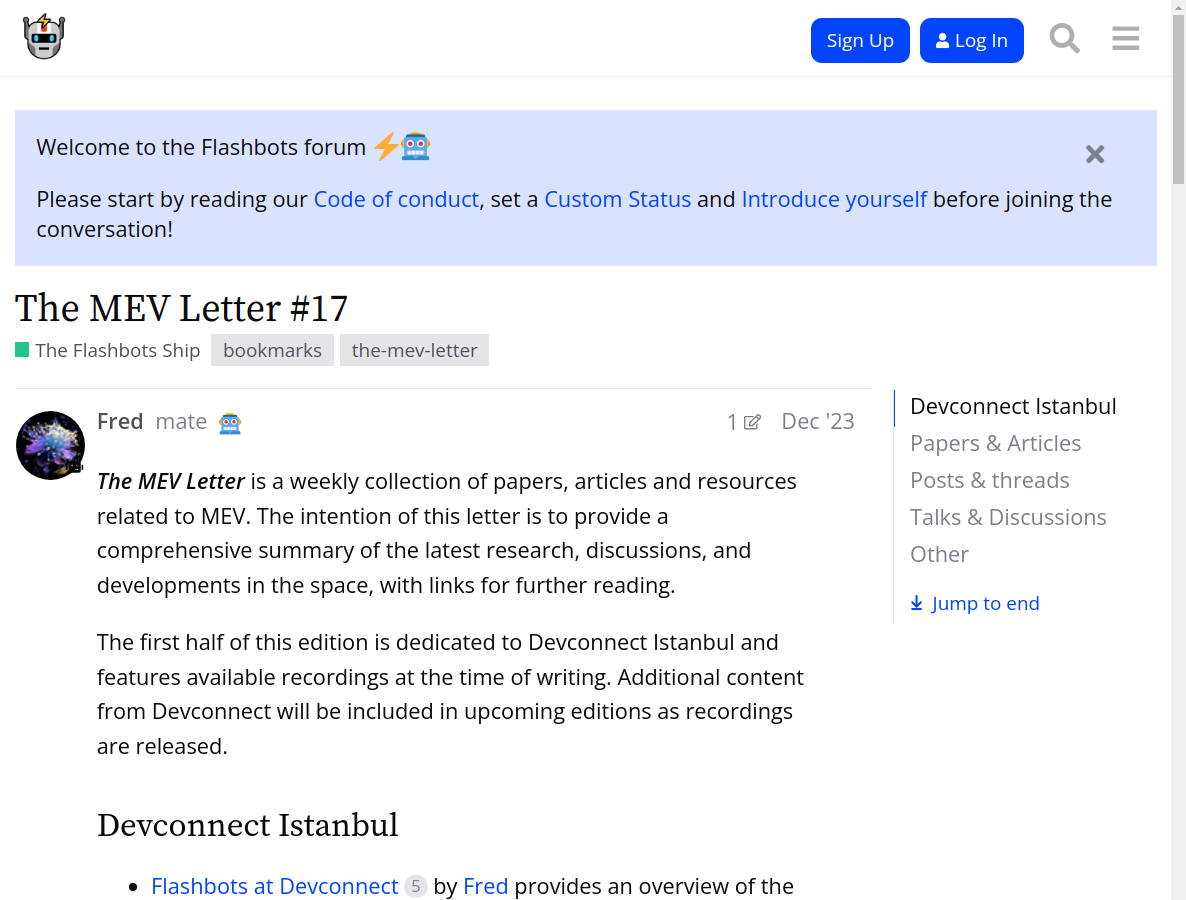 Sign Up
Log In
Welcome to the Flashbots forum
Please start by reading our Code of conduct, set a Custom Status and Introduce yourself before joining the
conversation!
The MEV Letter #17
The Flashbots Ship bookmarks the-mev-letter
Fred mate 1 Dec '23
The MEV Letter is a weekly collection of papers, articles and resources
related to MEV. The intention of this letter is to provide a
comprehensive summary of the latest research, discussions, and
developments in the space, with links for further reading.
The first half of this edition is dedicated to Devconnect Istanbul and
features available recordings at the time of writing. Additional content
from Devconnect will be included in upcoming editions as recordings
are released.
Devconnect Istanbul
Flashbots at Devconnect 5 by Fred provides an overview of the
Devconnect Istanbul
Papers & Articles
Posts & threads
Talks & Discussions
Other
Jump to end